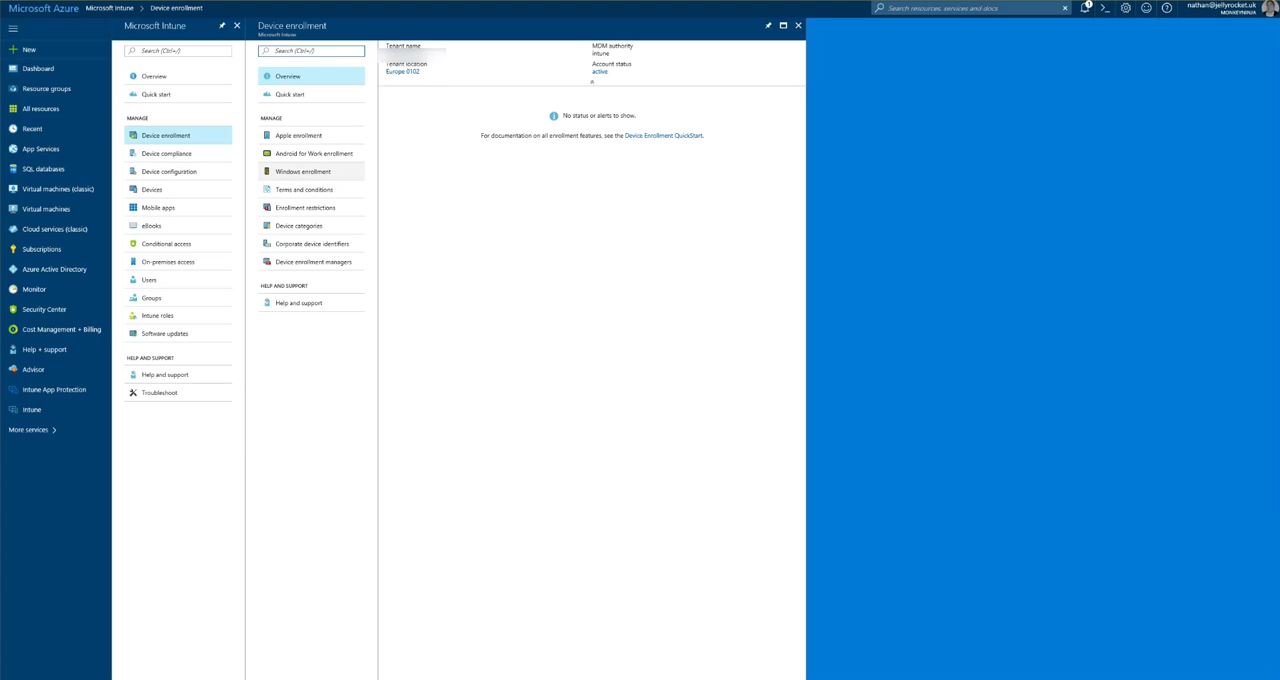 Microsoft Azure Microsoft Intune > Device enrollment
Search resources, services and docs
1
nathan@jellyrocket.uk
MONKEYNINJA
New
Dashboard
Resource groups
All resources
Recent
App Services
SQL databases
Virtual machines (classic)
Virtual machines
Cloud services (classic)
Subscriptions
Azure Active Directory
Monitor
Security Center
Cost Management + Billing
Help + support
Advisor
Intune App Protection
Intune
More services >
Microsoft Intune
Search (Ctrl+/)
Overview
Quick start
MANAGE
Device enrollment
Device compliance
Device configuration
Devices
Mobile apps
eBooks
Conditional access
On-premises access
Users
Groups
Intune roles
Software updates
HELP AND SUPPORT
Help and support
Troubleshoot
Device enrollment
Microsoft Intune
Search (Ctrl+/)
Overview
Quick start
MANAGE
Apple enrollment
Android for Work enrollment
Windows enrollment
Terms and conditions
Enrollment restrictions
Device categories
Corporate device identifiers
Device enrollment managers
HELP AND SUPPORT
Help and support
Tenant name
Tenant location
Europe 0102
MDM authority
intune
Account status
active
No status or alerts to show.
For documentation on all enrollment features, see the Device Enrollment QuickStart.